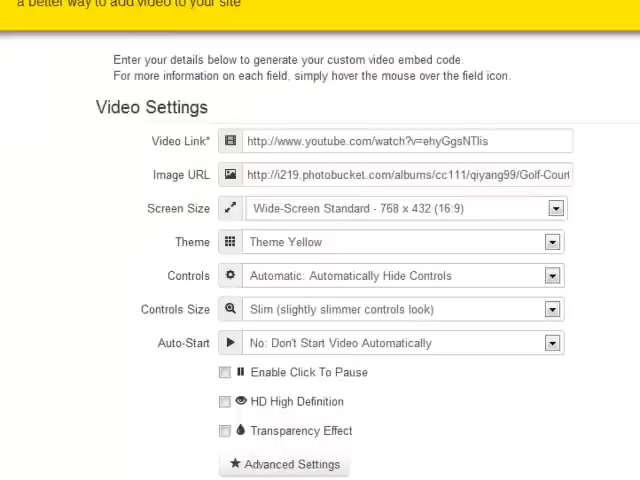 a better way to add video to your site
Enter your details below to generate your custom video embed code.
For more information on each field, simply hover the mouse over the field icon.
Video Settings
Video Link* http://www.youtube.com/watch?v=ehyGgsNTlis
Image URL http://i219.photobucket.com/albums/cc111/qiyang99/Golf-Court
Screen Size Wide-Screen Standard - 768 x 432 (16:9)
Theme Theme Yellow
Controls Automatic: Automatically Hide Controls
Controls Size Slim (slightly slimmer controls look)
Auto-Start No: Don't Start Video Automatically
Enable Click To Pause
HD High Definition
Transparency Effect
Advanced Settings